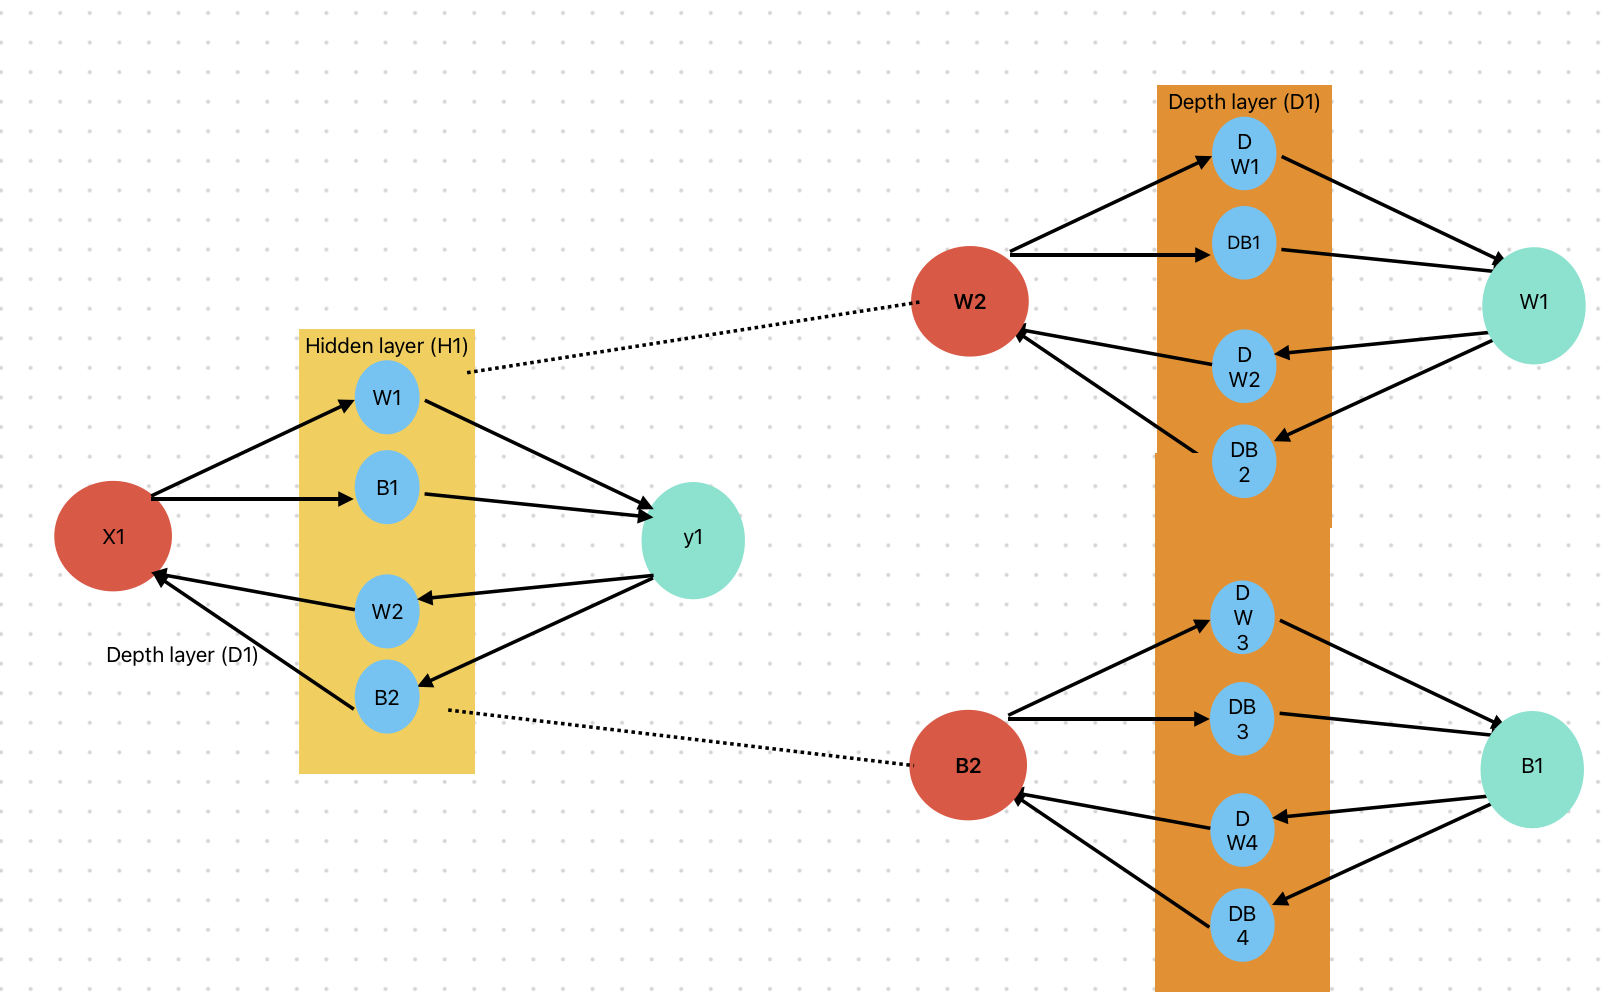 Hidden layer (H1)
W1
B1
X1
y1
W2
B2
Depth layer (D1)
Depth layer (D1)
D
W1
DB1
W2
W1
D
W2
DB
2
D
W
3
DB
3
B2
B1
D
W4
DB
4